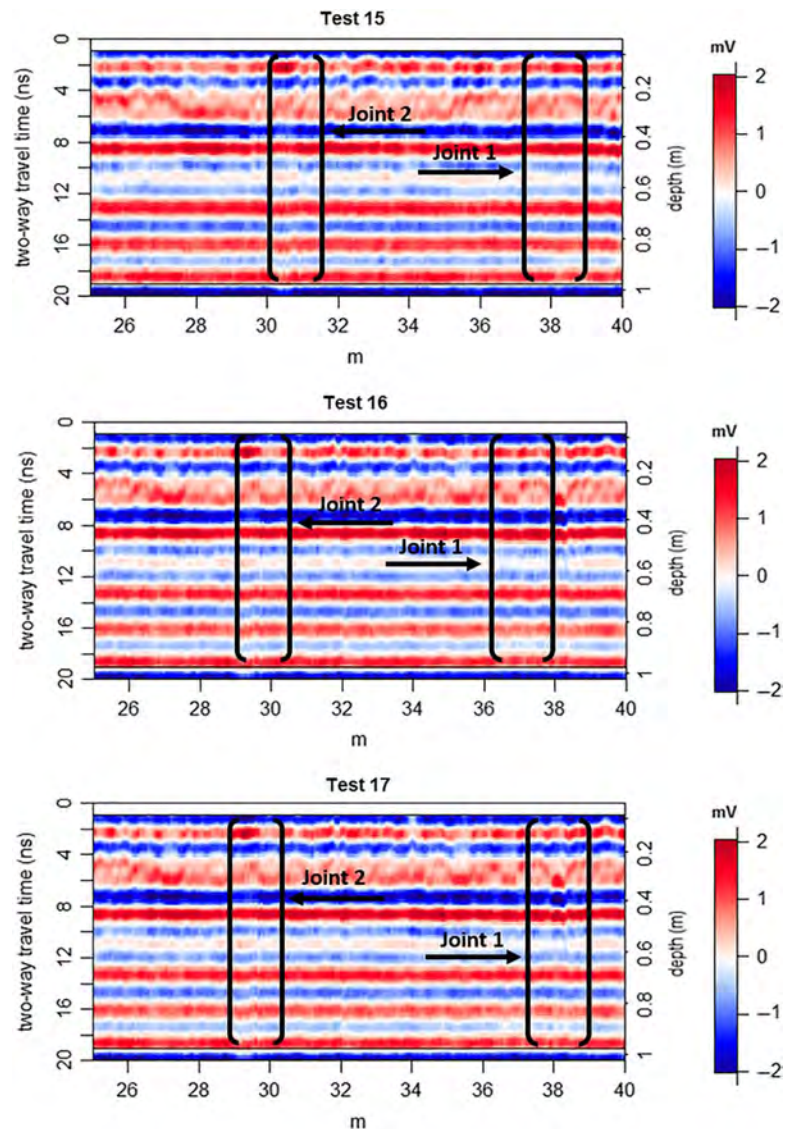 Test 15
mV
two-way travel time (ns)
0
4
8
12
16
20
Joint 2
Joint 1
0.2
0.4
0.6
0.8
1
depth (m)
2
1
0
−1
−2
26 28 30 32 34 36 38 40
m
Test 16
mV
two-way travel time (ns)
0
4
8
12
16
20
Joint 2
Joint 1
0.2
0.4
0.6
0.8
1
depth (m)
2
1
0
−1
−2
26 28 30 32 34 36 38 40
m
Test 17
mV
two-way travel time (ns)
0
4
8
12
16
20
Joint 2
Joint 1
0.2
0.4
0.6
0.8
1
depth (m)
2
1
0
−1
−2
26 28 30 32 34 36 38 40
m